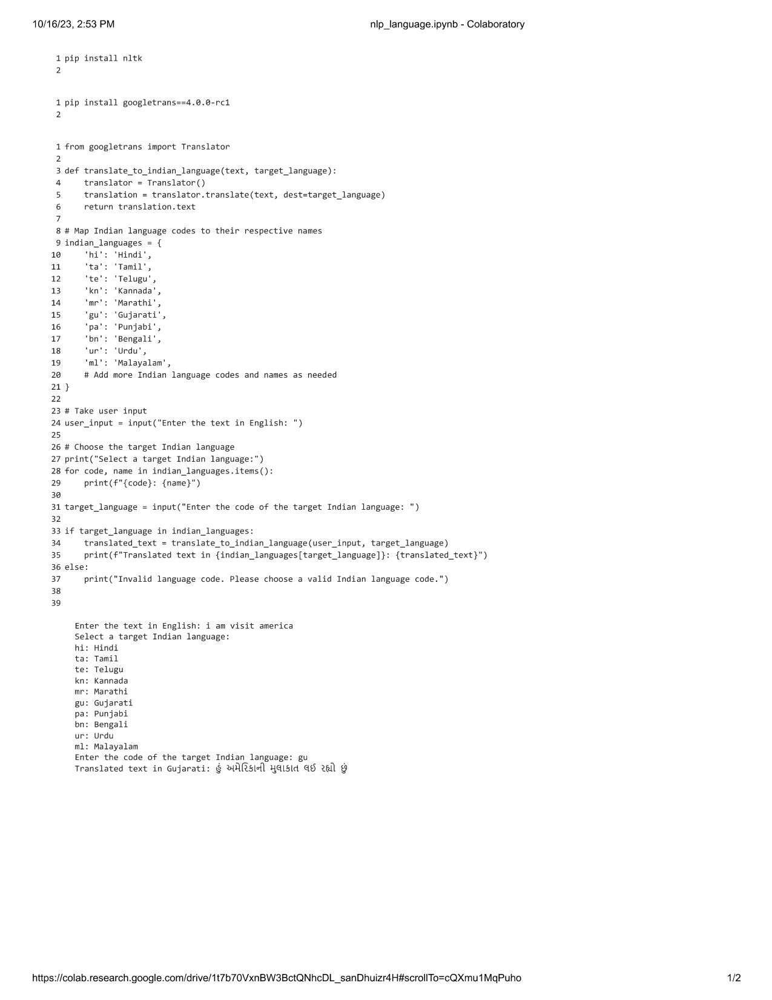 10/16/23, 2:53 PM nlp_language.ipynb - Colaboratory
1 pip install nltk
2
1 pip install googletrans==4.0.0-rc1
2
1 from googletrans import Translator
2
3 def translate_to_indian_language(text, target_language):
4     translator = Translator()
5     translation = translator.translate(text, dest=target_language)
6     return translation.text
7
8 # Map Indian language codes to their respective names
9 indian_languages = {
10     'hi': 'Hindi',
11     'ta': 'Tamil',
12     'te': 'Telugu',
13     'kn': 'Kannada',
14     'mr': 'Marathi',
15     'gu': 'Gujarati',
16     'pa': 'Punjabi',
17     'bn': 'Bengali',
18     'ur': 'Urdu',
19     'ml': 'Malayalam',
20     # Add more Indian language codes and names as needed
21 }
22
23 # Take user input
24 user_input = input("Enter the text in English: ")
25
26 # Choose the target Indian language
27 print("Select a target Indian language:")
28 for code, name in indian_languages.items():
29     print(f"{code}: {name}")
30
31 target_language = input("Enter the code of the target Indian language: ")
32
33 if target_language in indian_languages:
34     translated_text = translate_to_indian_language(user_input, target_language)
35     print(f"Translated text in {indian_languages[target_language]}: {translated_text}")
36 else:
37     print("Invalid language code. Please choose a valid Indian language code.")
38
39
Enter the text in English: i am visit america
Select a target Indian language:
hi: Hindi
ta: Tamil
te: Telugu
kn: Kannada
mr: Marathi
gu: Gujarati
pa: Punjabi
bn: Bengali
ur: Urdu
ml: Malayalam
Enter the code of the target Indian language: gu
Translated text in Gujarati: હું અમેરિકાની મુલાકાત લઈ રહ્યો છું
https://colab.research.google.com/drive/1t7b70VxnBW3BctQNhcDL_sanDhuizr4H#scrollTo=cQXmu1MqPuho 1/2